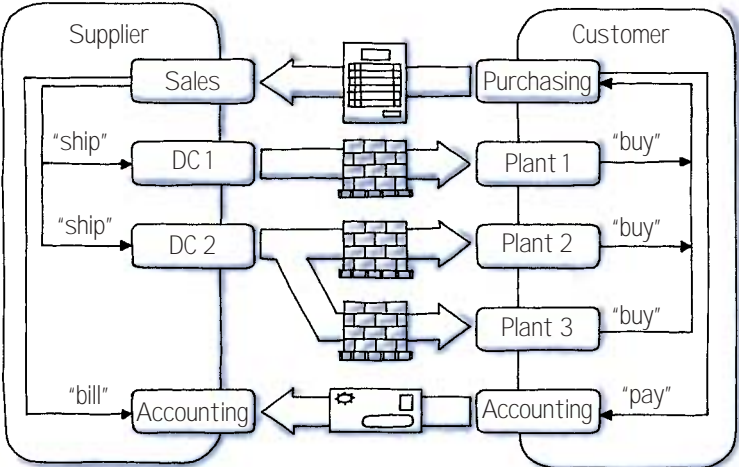 Supplier
Customer
Sales
Purchasing
“ship”
DC 1
Plant 1
“buy”
“ship”
DC 2
Plant 2
“buy”
Plant 3
“buy”
“bill”
Accounting
Accounting
“pay”